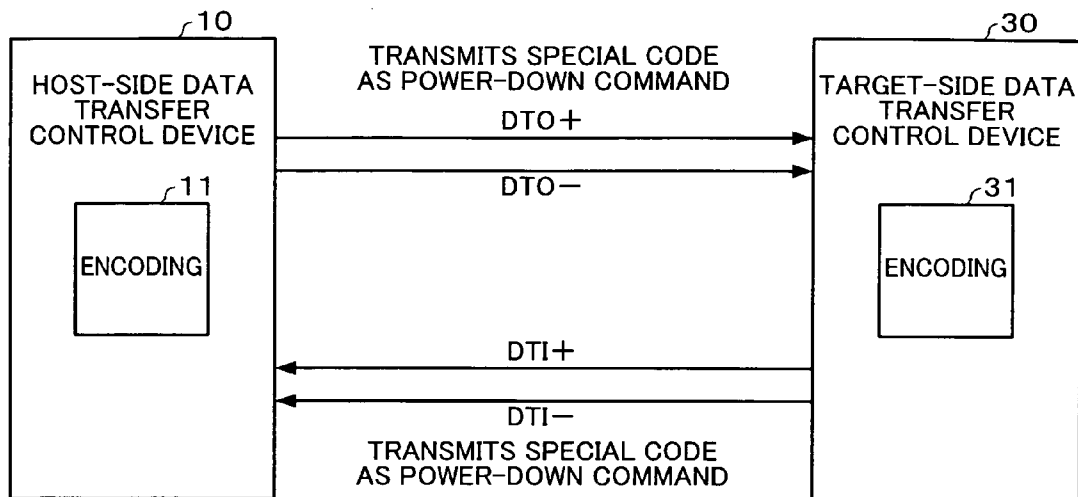 10
HOST-SIDE DATA
TRANSFER
CONTROL DEVICE
11
ENCODING
TRANSMITS SPECIAL CODE
AS POWER-DOWN COMMAND
DTO+
DTO-
DTI+
DTI-
TRANSMITS SPECIAL CODE
AS POWER-DOWN COMMAND
30
TARGET-SIDE DATA
TRANSFER
CONTROL DEVICE
31
ENCODING